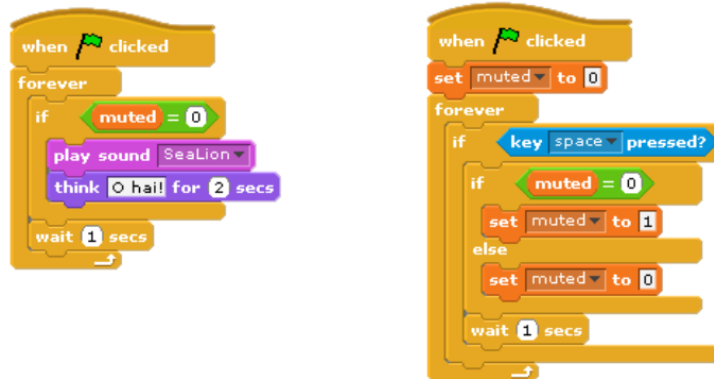 when clicked
forever
if muted = 0
play sound SeaLion
think O hai! for 2 secs
wait 1 secs
when clicked
set muted to 0
forever
if key space pressed?
if muted = 0
set muted to 1
else
set muted to 0
wait 1 secs